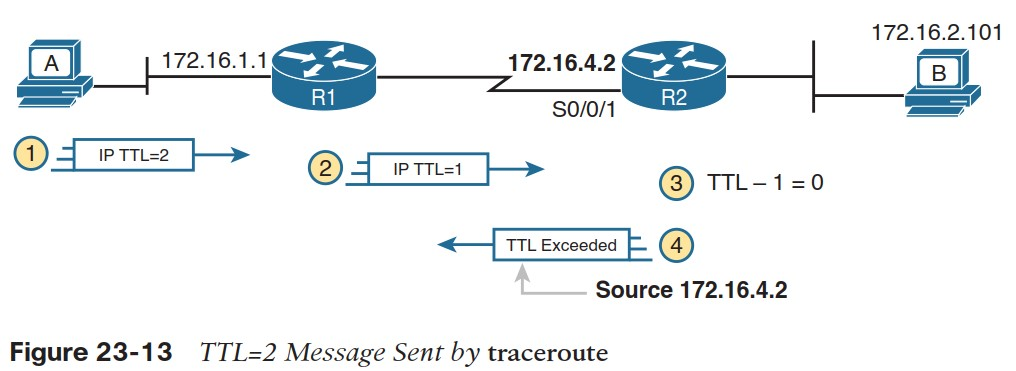 172.16.2.101
A
172.16.1.1
R1
172.16.4.2
S0/0/1
R2
B
1
IP TTL=2
2
IP TTL=1
3
TTL – 1 = 0
TTL Exceeded
4
Source 172.16.4.2
Figure 23-13 TTL=2 Message Sent by traceroute